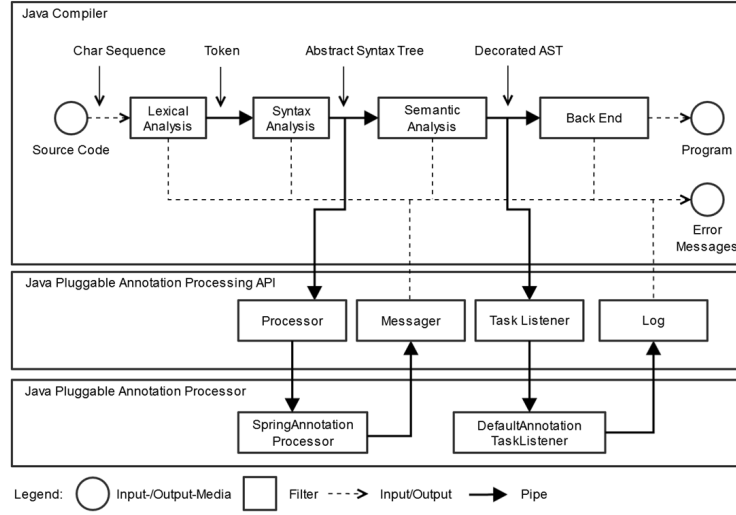 Java Compiler
Char Sequence
Token
Abstract Syntax Tree
Decorated AST
Lexical
Analysis
Syntax
Analysis
Semantic
Analysis
Back End
Source Code
Program
Error
Messages
Java Pluggable Annotation Processing API
Processor
Messager
Task Listener
Log
Java Pluggable Annotation Processor
SpringAnnotation
Processor
DefaultAnnotation
TaskListener
Legend:
Input-/Output-Media
Filter
Input/Output
Pipe